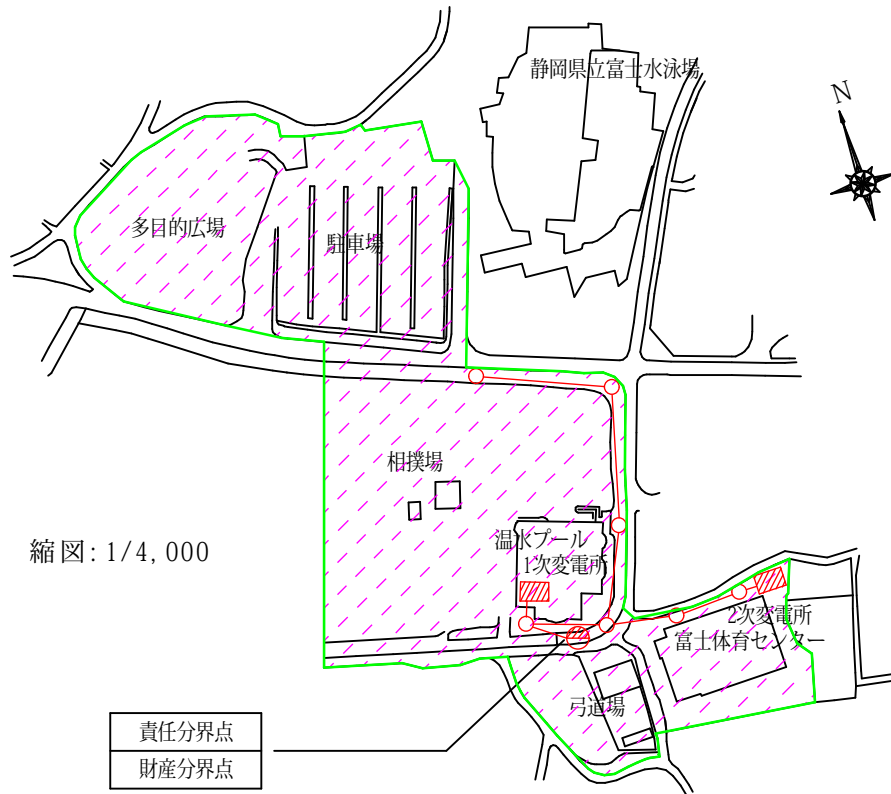 静岡県立富士水泳場
N
多目的広場
駐車場
相撲場
縮図: 1/4,000
温水プール
1次変電所
2次変電所
富士体育センター
弓道場
責任分界点
財産分界点